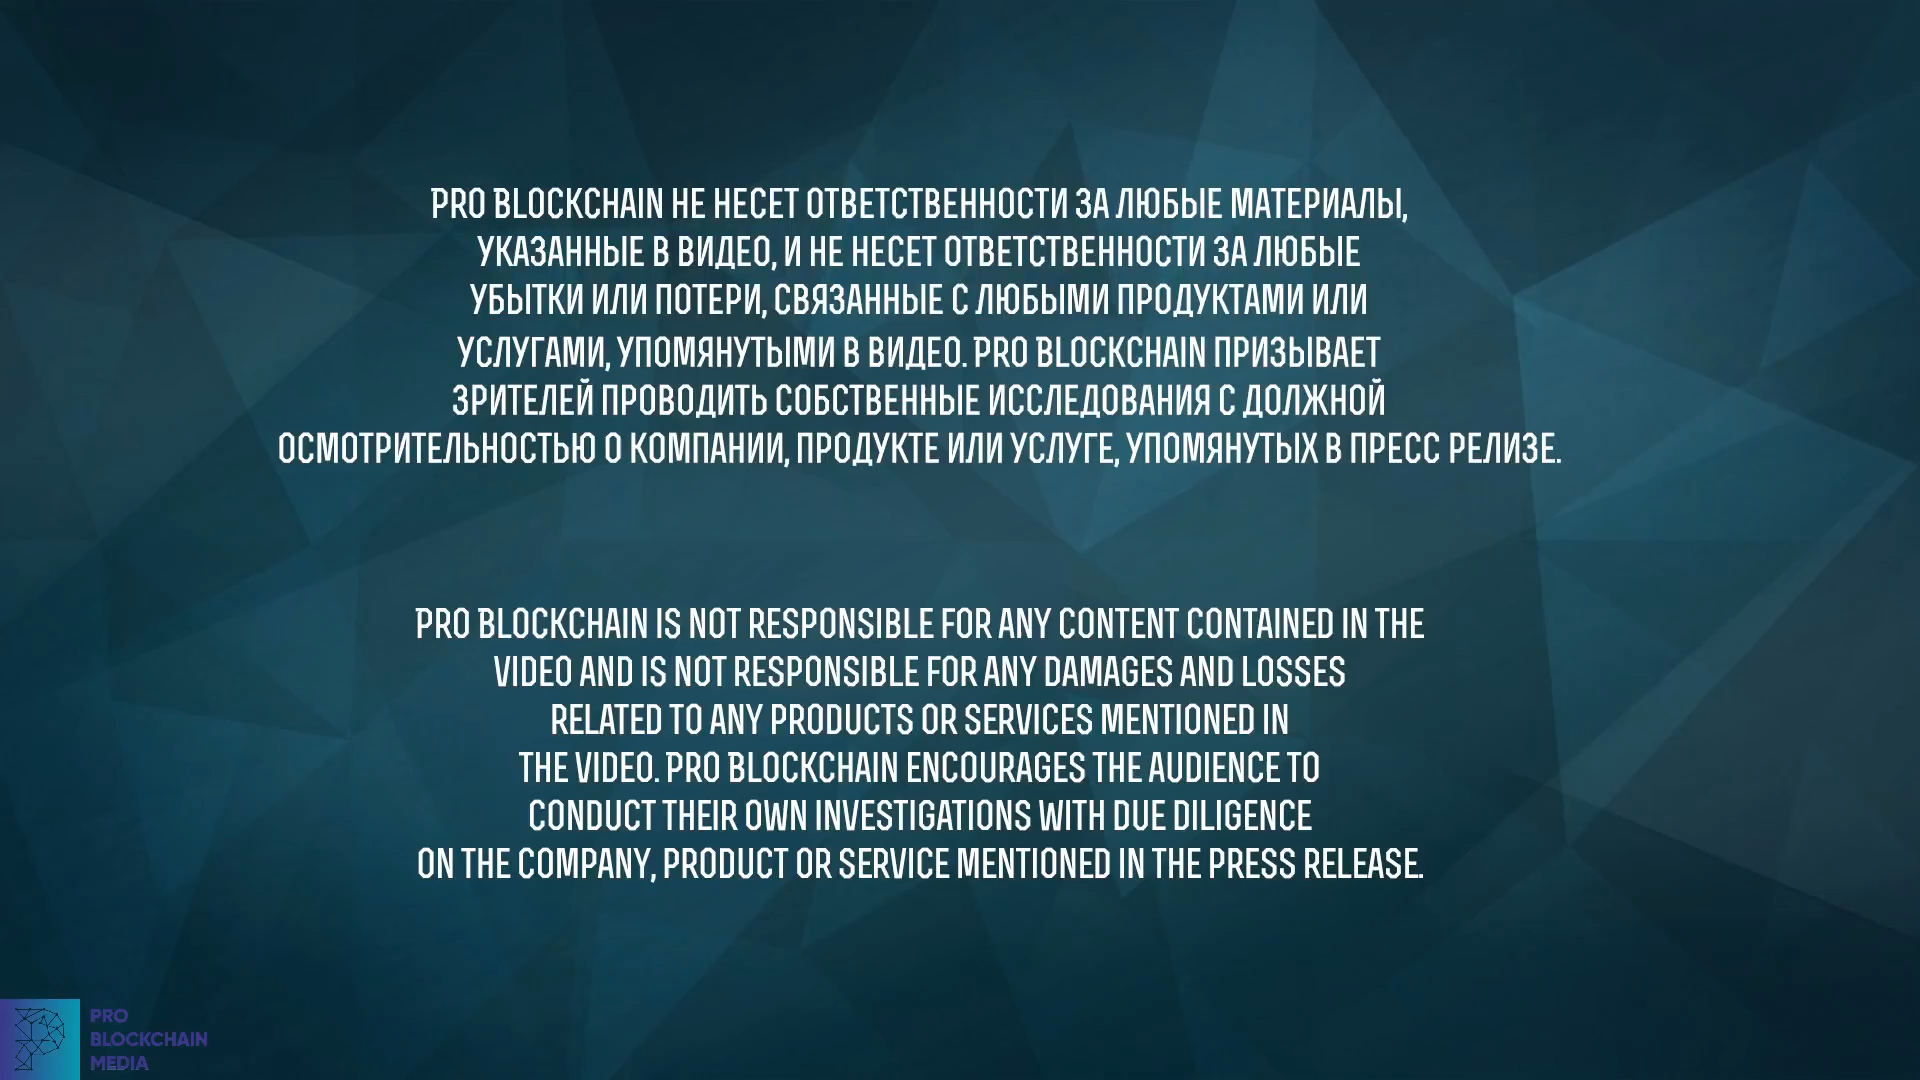 PRO BLOCKCHAIN НЕ НЕСЕТ ОТВЕТСТВЕННОСТИ ЗА ЛЮБЫЕ МАТЕРИАЛЫ,
УКАЗАННЫЕ В ВИДЕО, И НЕ НЕСЕТ ОТВЕТСТВЕННОСТИ ЗА ЛЮБЫЕ
УБЫТКИ ИЛИ ПОТЕРИ, СВЯЗАННЫЕ С ЛЮБЫМИ ПРОДУКТАМИ ИЛИ
УСЛУГАМИ, УПОМЯНУТЫМИ В ВИДЕО. PRO BLOCKCHAIN ПРИЗЫВАЕТ
ЗРИТЕЛЕЙ ПРОВОДИТЬ СОБСТВЕННЫЕ ИССЛЕДОВАНИЯ С ДОЛЖНОЙ
ОСМОТРИТЕЛЬНОСТЬЮ О КОМПАНИИ, ПРОДУКТЕ ИЛИ УСЛУГЕ, УПОМЯНУТЫХ В ПРЕСС РЕЛИЗЕ.
PRO BLOCKCHAIN IS NOT RESPONSIBLE FOR ANY CONTENT CONTAINED IN THE
VIDEO AND IS NOT RESPONSIBLE FOR ANY DAMAGES AND LOSSES
RELATED TO ANY PRODUCTS OR SERVICES MENTIONED IN
THE VIDEO. PRO BLOCKCHAIN ENCOURAGES THE AUDIENCE TO
CONDUCT THEIR OWN INVESTIGATIONS WITH DUE DILIGENCE
ON THE COMPANY, PRODUCT OR SERVICE MENTIONED IN THE PRESS RELEASE.
PRO
BLOCKCHAIN
MEDIA